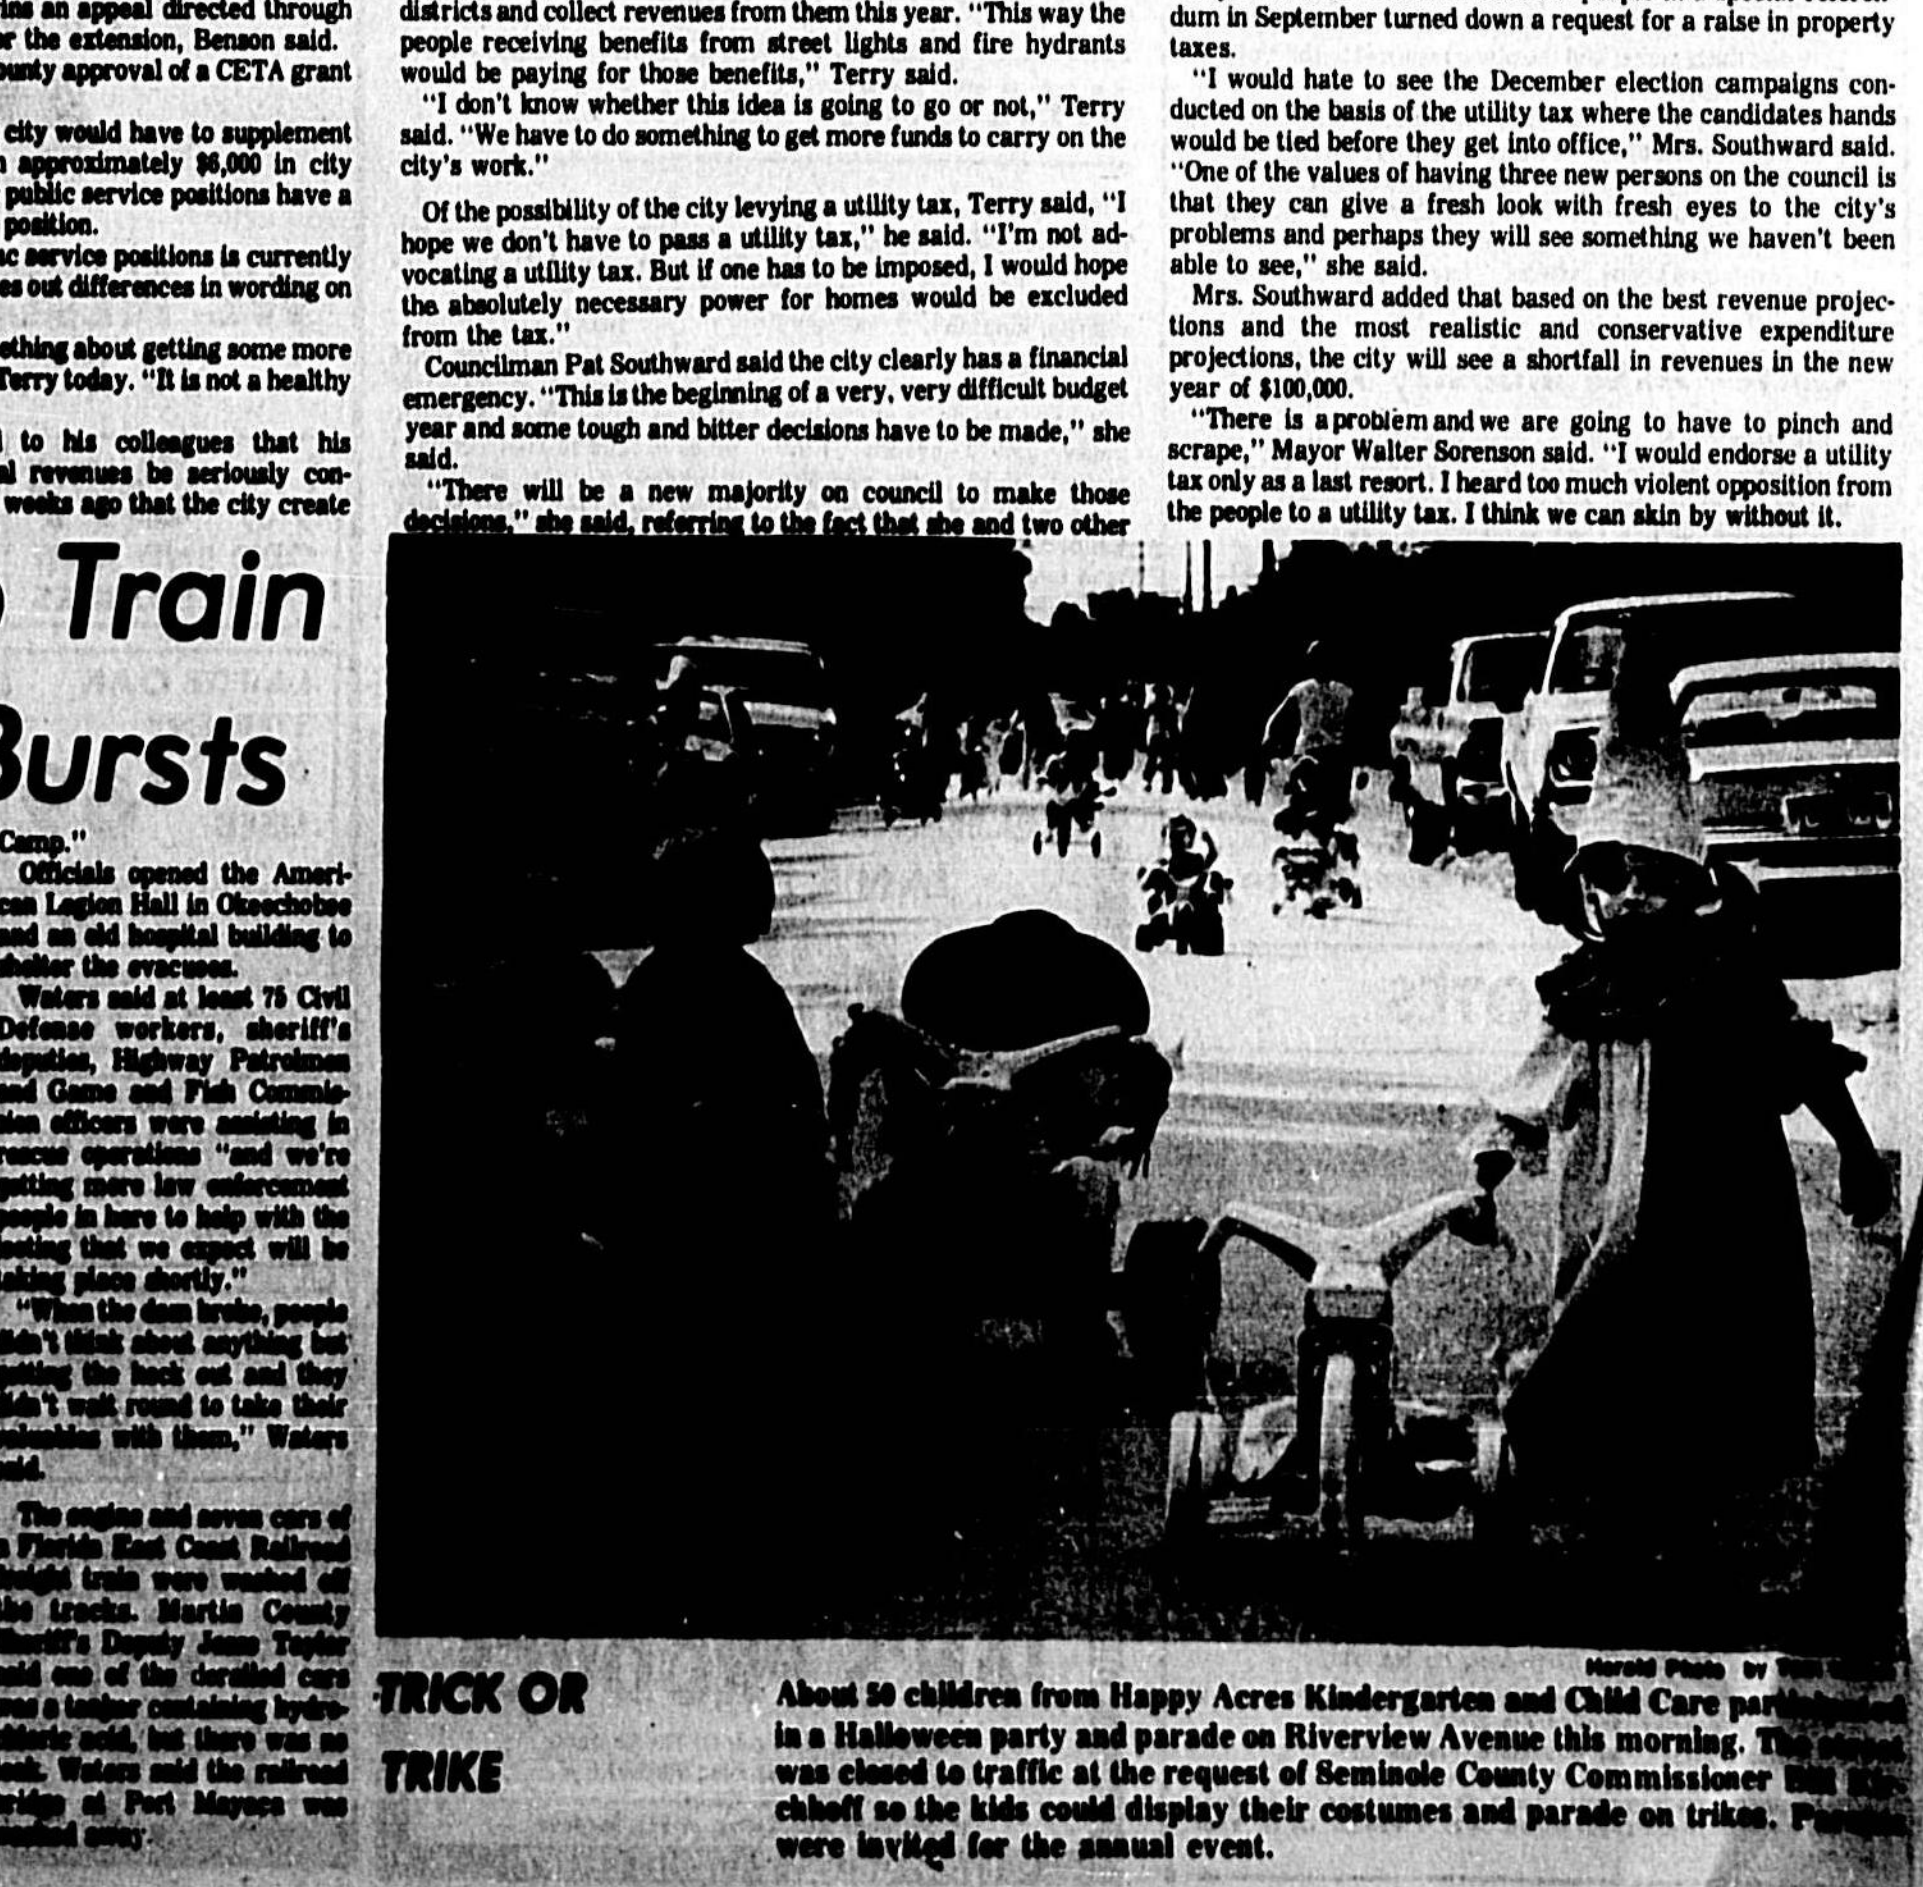 ins an appeal directed through
or the extension, Benson said.
ounty approval of a CETA grant
city would have to supplement
approximately $6,000 in city
public service positions have a
position.
ic service positions is currently
es out differences in wording on
ething about getting some more
Terry today. "It is not a healthy
to his colleagues that his
al revenues be seriously con-
weeks ago that the city create
Train
Bursts
Camp."
Officials opened the Ameri-
can Legion Hall in Okeechobee
and an old hospital building to
shelter the evacuees.
Waters said at least 75 Civil
Defense workers, sheriff's
deputies, Highway Patrolmen
and Game and Fish Commis-
sion officers were assisting in
rescue operations "and we're
getting more law enforcement
people in here to help with the
looting that we expect will be
taking place shortly."
"When the dam broke, people
didn't think about anything but
getting the heck out and they
didn't wait round to take their
valuables with them," Waters
said.
The engine and seven cars of
a Florida East Coast Railroad
freight train were washed off
the tracks. Martin County
Sheriff's Deputy Jesse Taylor
said one of the derailed cars
was a tanker containing hydro-
chloric acid, but there was no
leak. Waters said the railroad
bridge at Port Mayaca was
washed away.
districts and collect revenues from them this year. "This way the
people receiving benefits from street lights and fire hydrants
would be paying for those benefits," Terry said.
"I don't know whether this idea is going to go or not," Terry
said. "We have to do something to get more funds to carry on the
city's work."
Of the possibility of the city levying a utility tax, Terry said, "I
hope we don't have to pass a utility tax," he said. "I'm not ad-
vocating a utility tax. But if one has to be imposed, I would hope
the absolutely necessary power for homes would be excluded
from the tax."
Councilman Pat Southward said the city clearly has a financial
emergency. "This is the beginning of a very, very difficult budget
year and some tough and bitter decisions have to be made," she
said.
"There will be a new majority on council to make those
decisions," she said, referring to the fact that she and two other
dum in September turned down a request for a raise in property
taxes.
"I would hate to see the December election campaigns con-
ducted on the basis of the utility tax where the candidates hands
would be tied before they get into office," Mrs. Southward said.
"One of the values of having three new persons on the council is
that they can give a fresh look with fresh eyes to the city's
problems and perhaps they will see something we haven't been
able to see," she said.
Mrs. Southward added that based on the best revenue projec-
tions and the most realistic and conservative expenditure
projections, the city will see a shortfall in revenues in the new
year of $100,000.
"There is a problem and we are going to have to pinch and
scrape," Mayor Walter Sorenson said. "I would endorse a utility
tax only as a last resort. I heard too much violent opposition from
the people to a utility tax. I think we can skin by without it.
Herald Photo by
TRICK OR
TRIKE
About 50 children from Happy Acres Kindergarten and Child Care participated
in a Halloween party and parade on Riverview Avenue this morning. The street
was closed to traffic at the request of Seminole County Commissioner
chhoff so the kids could display their costumes and parade on trikes. Parents
were invited for the annual event.